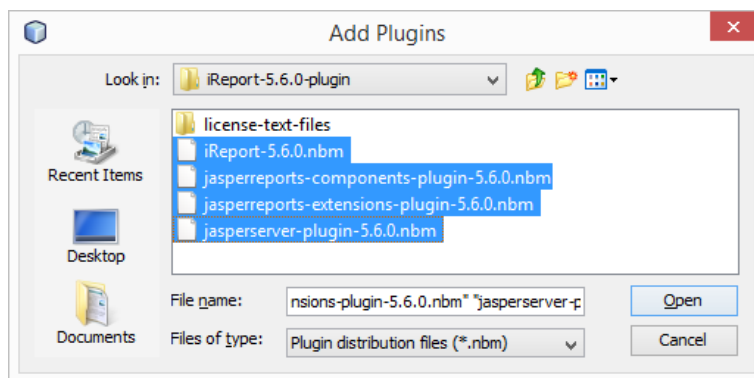 Add Plugins
Look in: iReport-5.6.0-plugin
license-text-files
iReport-5.6.0.nbm
jasperreports-components-plugin-5.6.0.nbm
jasperreports-extensions-plugin-5.6.0.nbm
jasperserver-plugin-5.6.0.nbm
Recent Items
Desktop
Documents
File name: nsions-plugin-5.6.0.nbm" "jasperserver-p
Open
Files of type: Plugin distribution files (*.nbm)
Cancel